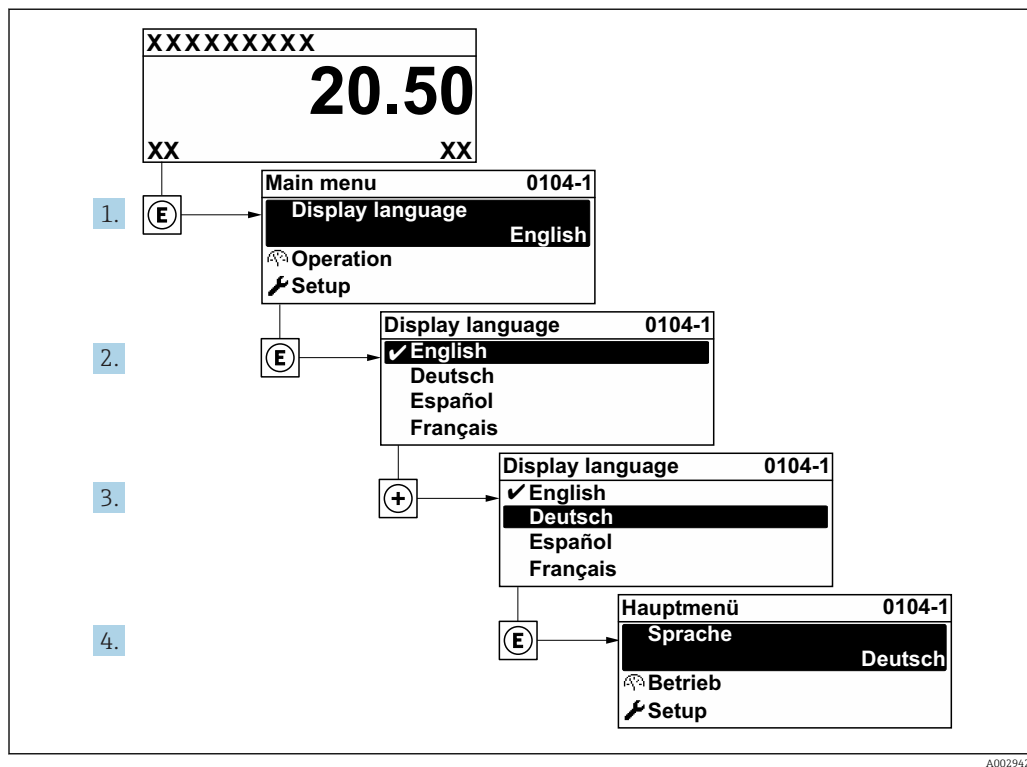 XXXXXXXXX
20.50
XX XX
1. E
Main menu 0104-1
Display language
English
Operation
Setup
2. E
Display language 0104-1
✔ English
Deutsch
Español
Français
3. +
Display language 0104-1
✔ English
Deutsch
Español
Français
4. E
Hauptmenü 0104-1
Sprache
Deutsch
Betrieb
Setup